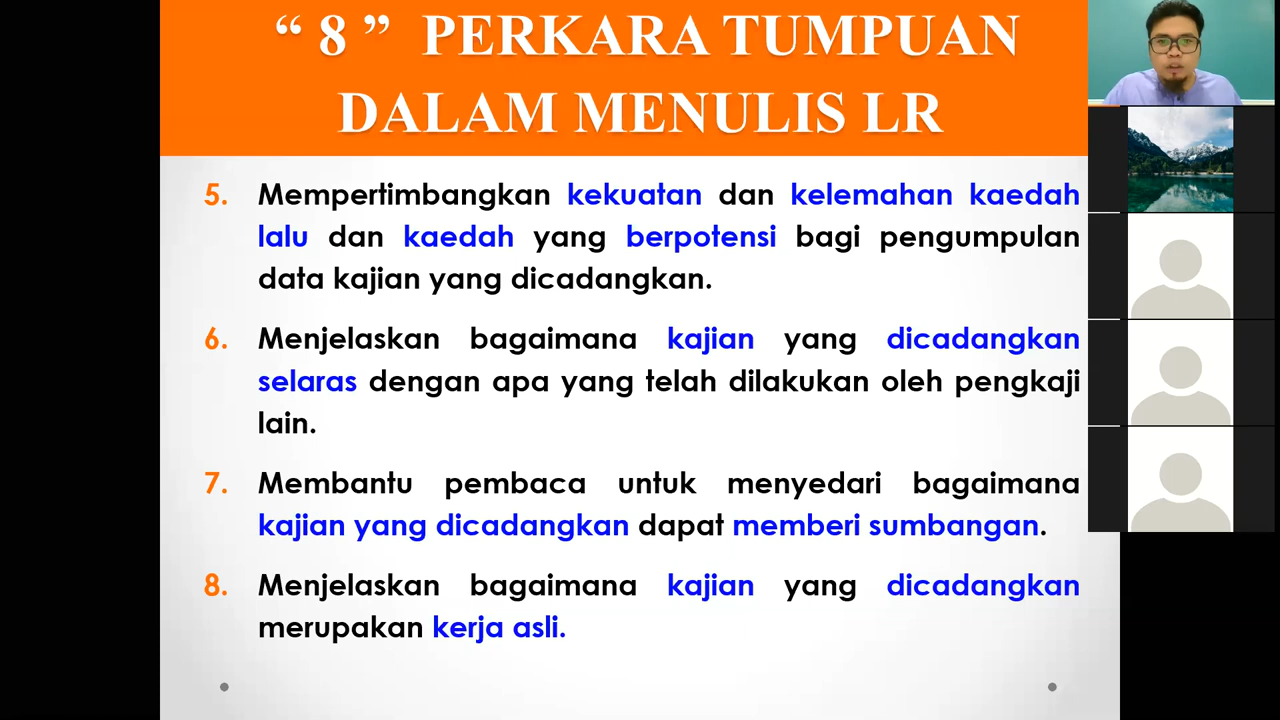 “ 8 ” PERKARA TUMPUAN
DALAM MENULIS LR
5. Mempertimbangkan kekuatan dan kelemahan kaedah
lalu dan kaedah yang berpotensi bagi pengumpulan
data kajian yang dicadangkan.
6. Menjelaskan bagaimana kajian yang dicadangkan
selaras dengan apa yang telah dilakukan oleh pengkaji
lain.
7. Membantu pembaca untuk menyedari bagaimana
kajian yang dicadangkan dapat memberi sumbangan.
8. Menjelaskan bagaimana kajian yang dicadangkan
merupakan kerja asli.